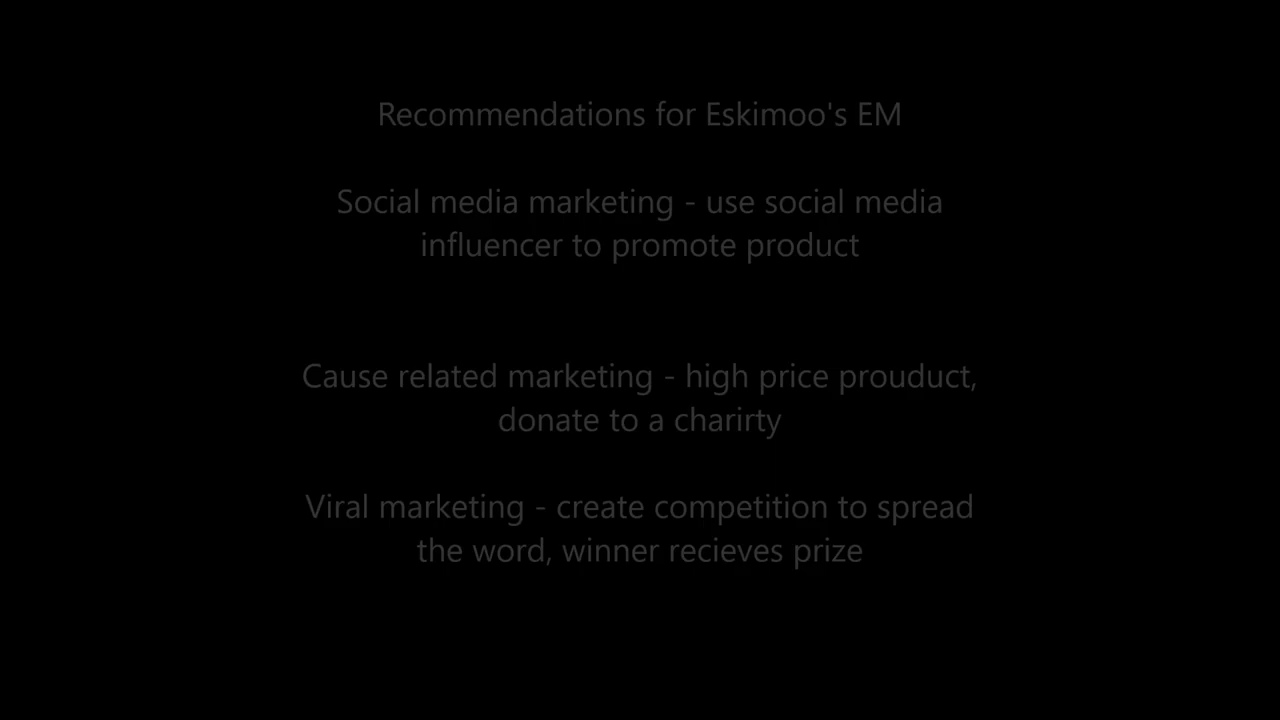 Recommendations for Eskimoo's EM
Social media marketing - use social media
influencer to promote product
Cause related marketing - high price prouduct,
donate to a charirty
Viral marketing - create competition to spread
the word, winner recieves prize